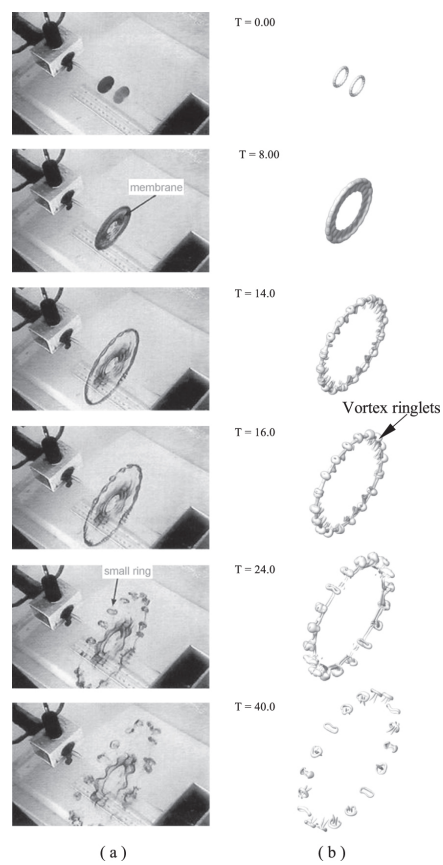 T = 0.00
T = 8.00
membrane
T = 14.0
Vortex ringlets
T = 16.0
T = 24.0
small ring
T = 40.0
( a )
( b )